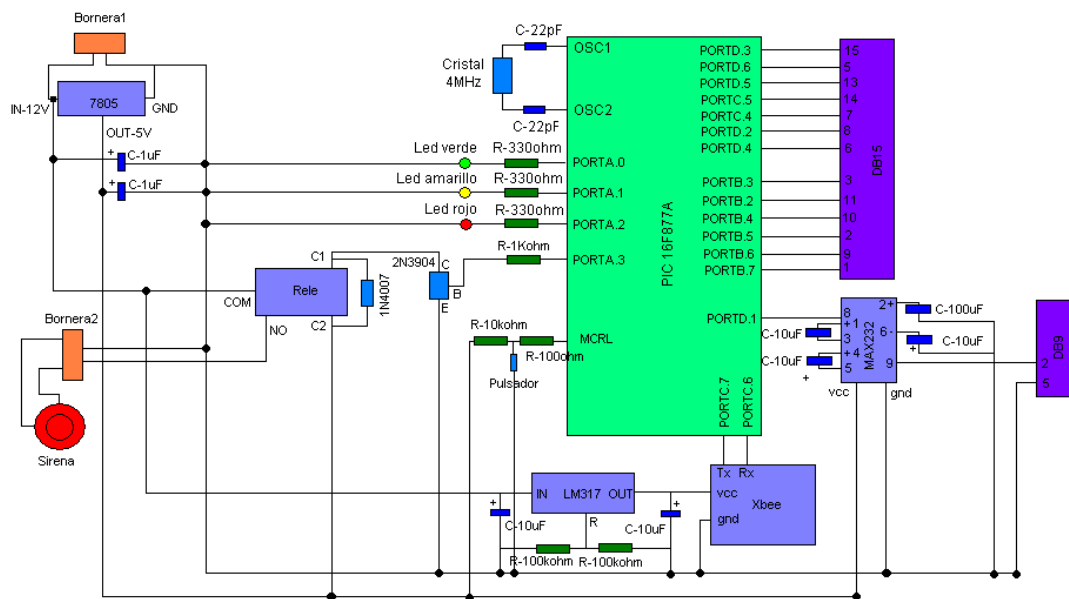 Bornera1
7805
IN-12V
GND
OUT-5V
+
C-1uF
+
C-1uF
Led verde
R-330ohm
Led amarillo
R-330ohm
Led rojo
R-330ohm
R-1Kohm
C-22pF
Cristal
4MHz
C-22pF
OSC1
OSC2
PORTA.0
PORTA.1
PORTA.2
PORTA.3
MCRL
PIC 16F877A
PORTD.3
PORTD.6
PORTD.5
PORTC.5
PORTC.4
PORTD.2
PORTD.4
PORTB.3
PORTB.2
PORTB.4
PORTB.5
PORTB.6
PORTB.7
PORTD.1
PORTC.7
PORTC.6
15
5
13
14
7
8
6
3
11
10
2
9
1
DB15
C1
Rele
COM
NO
C2
1N4007
2N3904
C
B
E
Bornera2
Sirena
R-10kohm
R-100ohm
Pulsador
C-10uF
C-10uF
+
8
+1
3
+4
5
MAX232
2+
6-
9
vcc
gnd
C-100uF
+
C-10uF
+
DB9
2
5
IN
LM317
OUT
R
+
C-10uF
C-10uF
+
R-100kohm
R-100kohm
Tx
Rx
vcc
gnd
Xbee